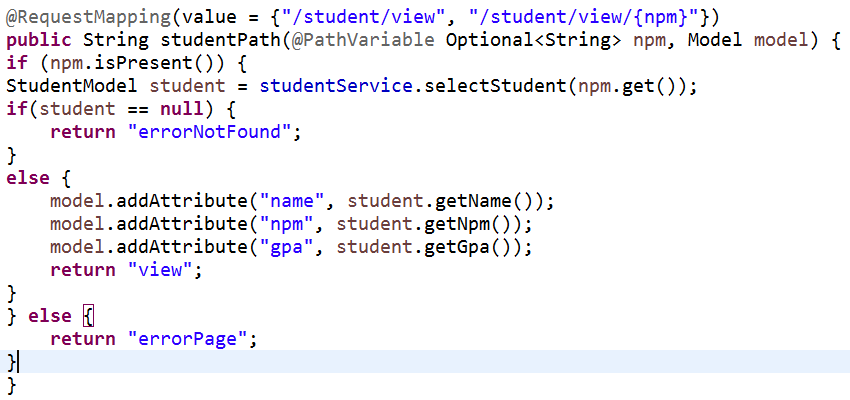 @RequestMapping(value = {"/student/view", "/student/view/{npm}"})
public String studentPath(@PathVariable Optional<String> npm, Model model) {
if (npm.isPresent()) {
StudentModel student = studentService.selectStudent(npm.get());
if(student == null) {
    return "errorNotFound";
}
else {
    model.addAttribute("name", student.getName());
    model.addAttribute("npm", student.getNpm());
    model.addAttribute("gpa", student.getGpa());
    return "view";
}
} else {
    return "errorPage";
}
}